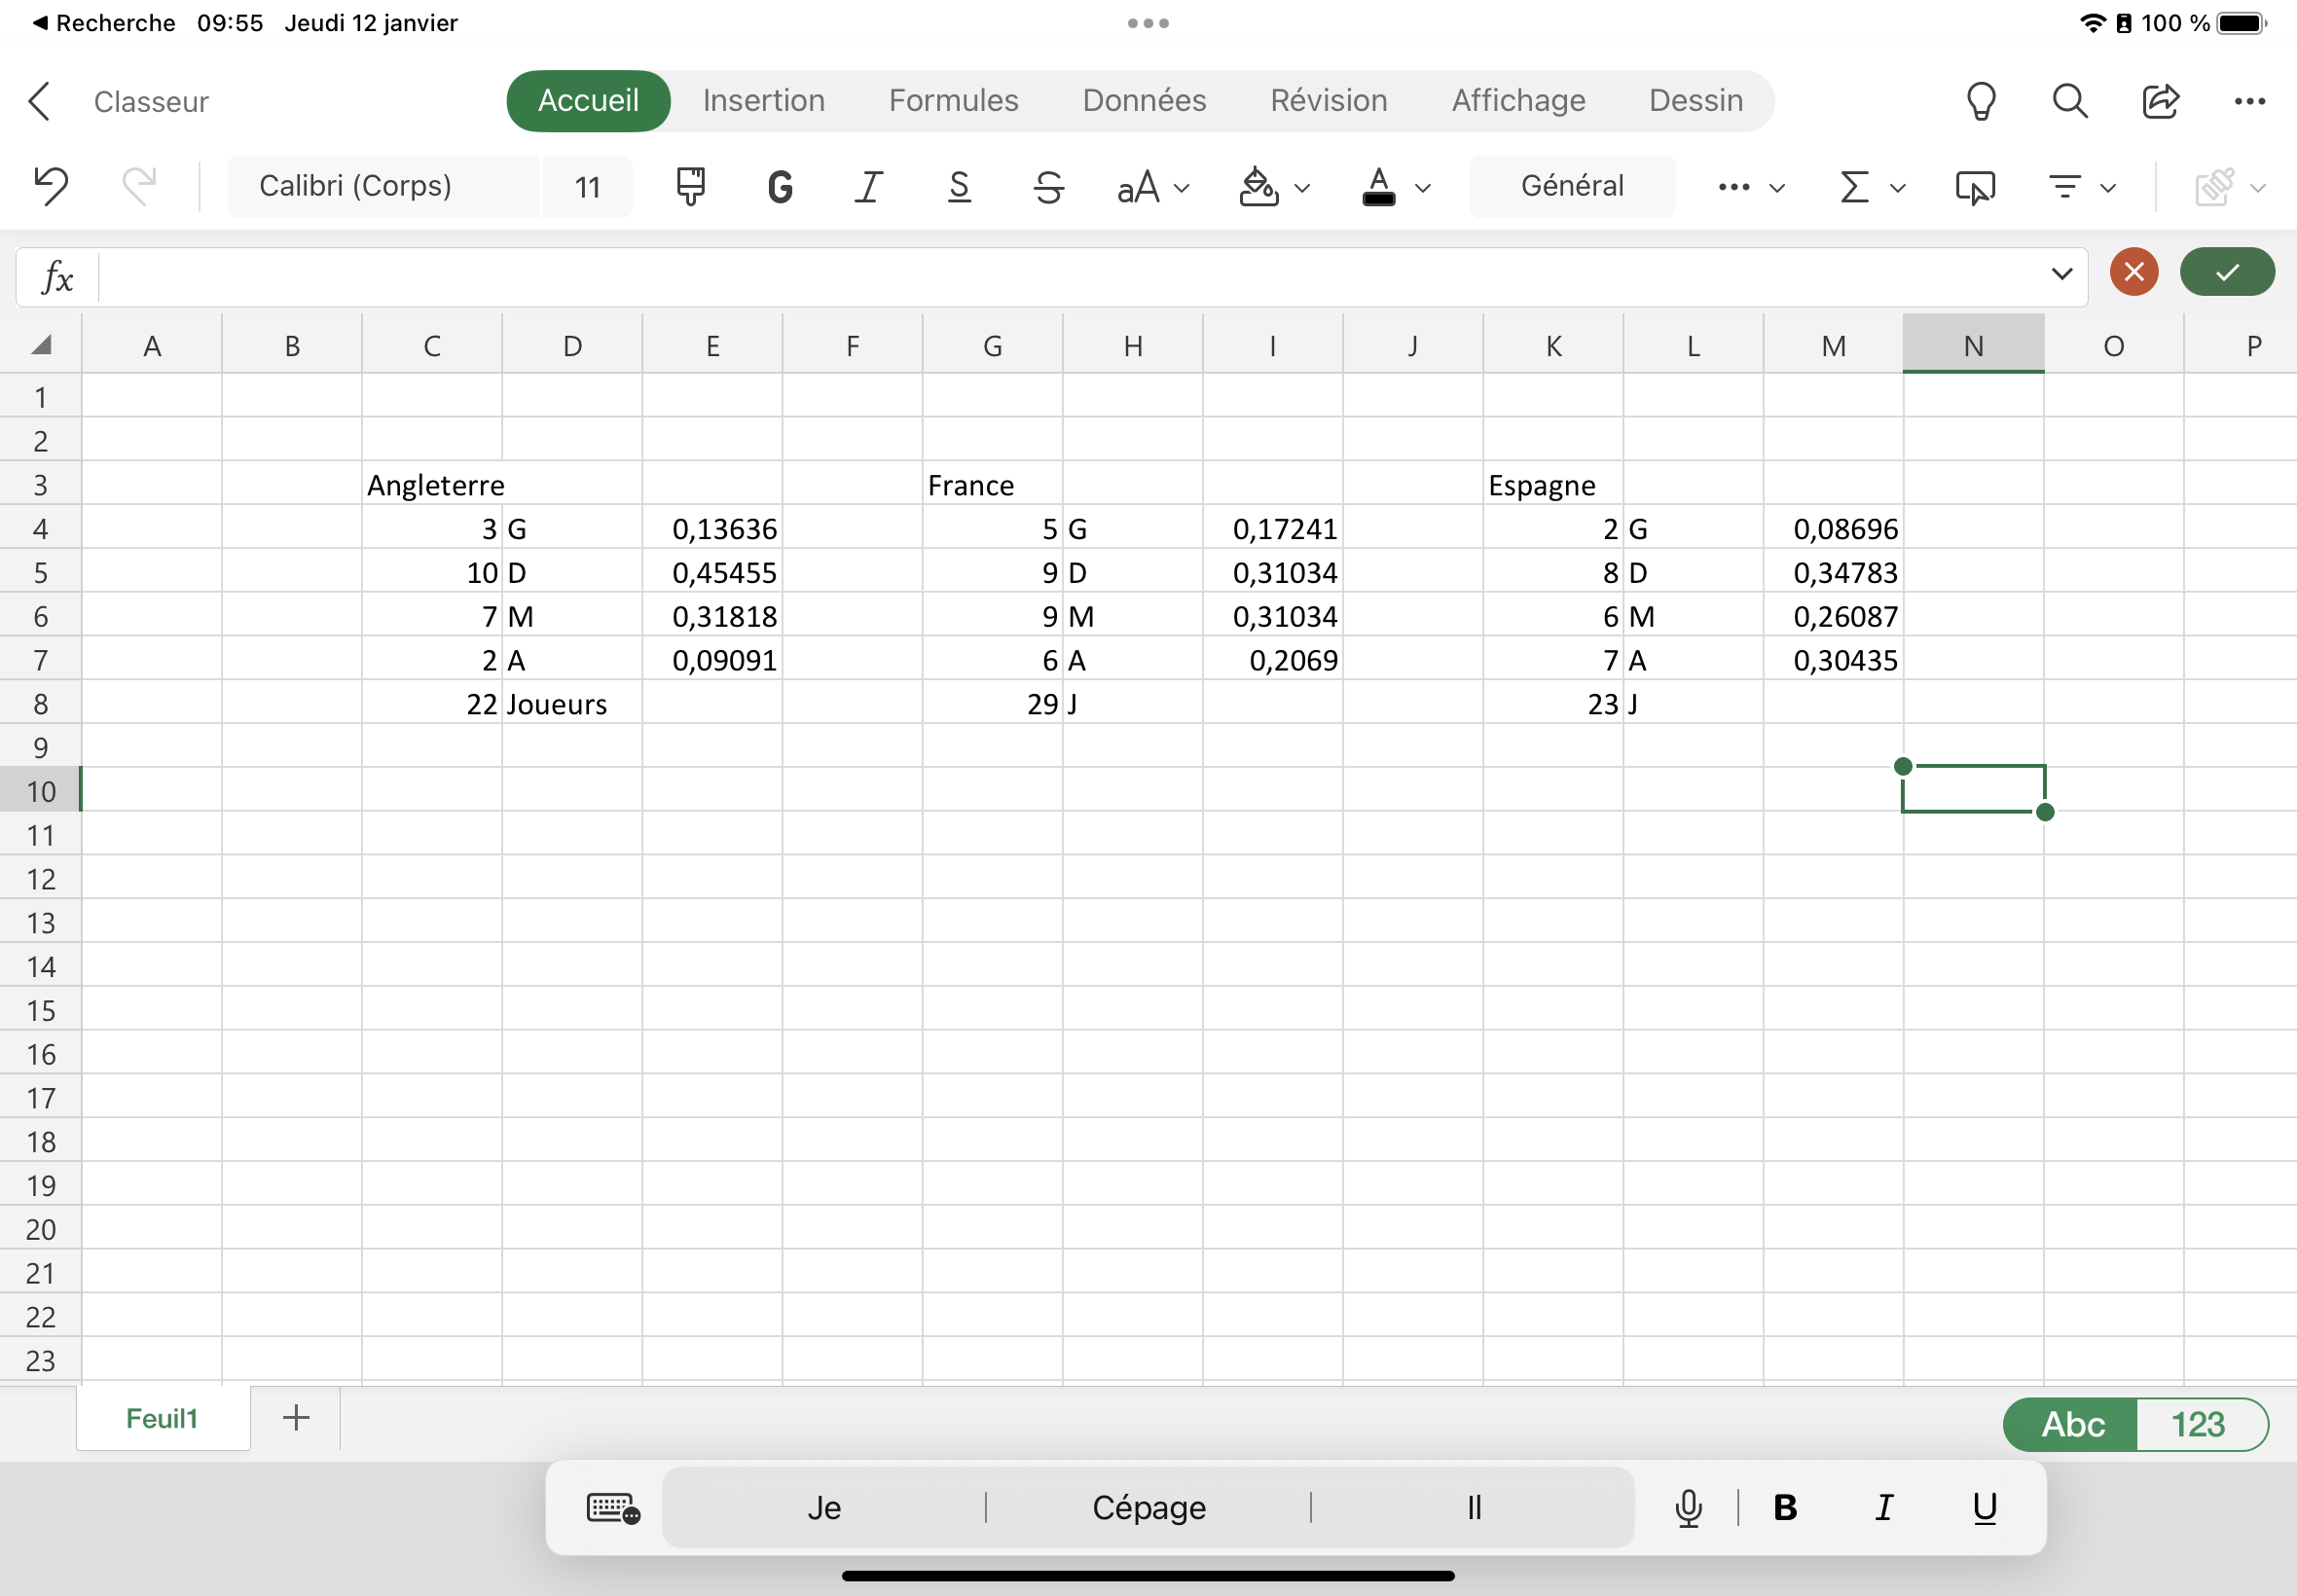 Recherche 09:55 Jeudi 12 janvier 100 %
Classeur Accueil Insertion Formules Données Révision Affichage Dessin
Calibri (Corps) 11 G I S S aA A Général Σ
fx
A B C D E F G H I J K L M N O P
1
2
3 Angleterre France Espagne
4 3 G 0,13636 5 G 0,17241 2 G 0,08696
5 10 D 0,45455 9 D 0,31034 8 D 0,34783
6 7 M 0,31818 9 M 0,31034 6 M 0,26087
7 2 A 0,09091 6 A 0,2069 7 A 0,30435
8 22 Joueurs 29 J 23 J
9
10
11
12
13
14
15
16
17
18
19
20
21
22
23
Feuil1 + Abc 123
Je Cépage Il B I U